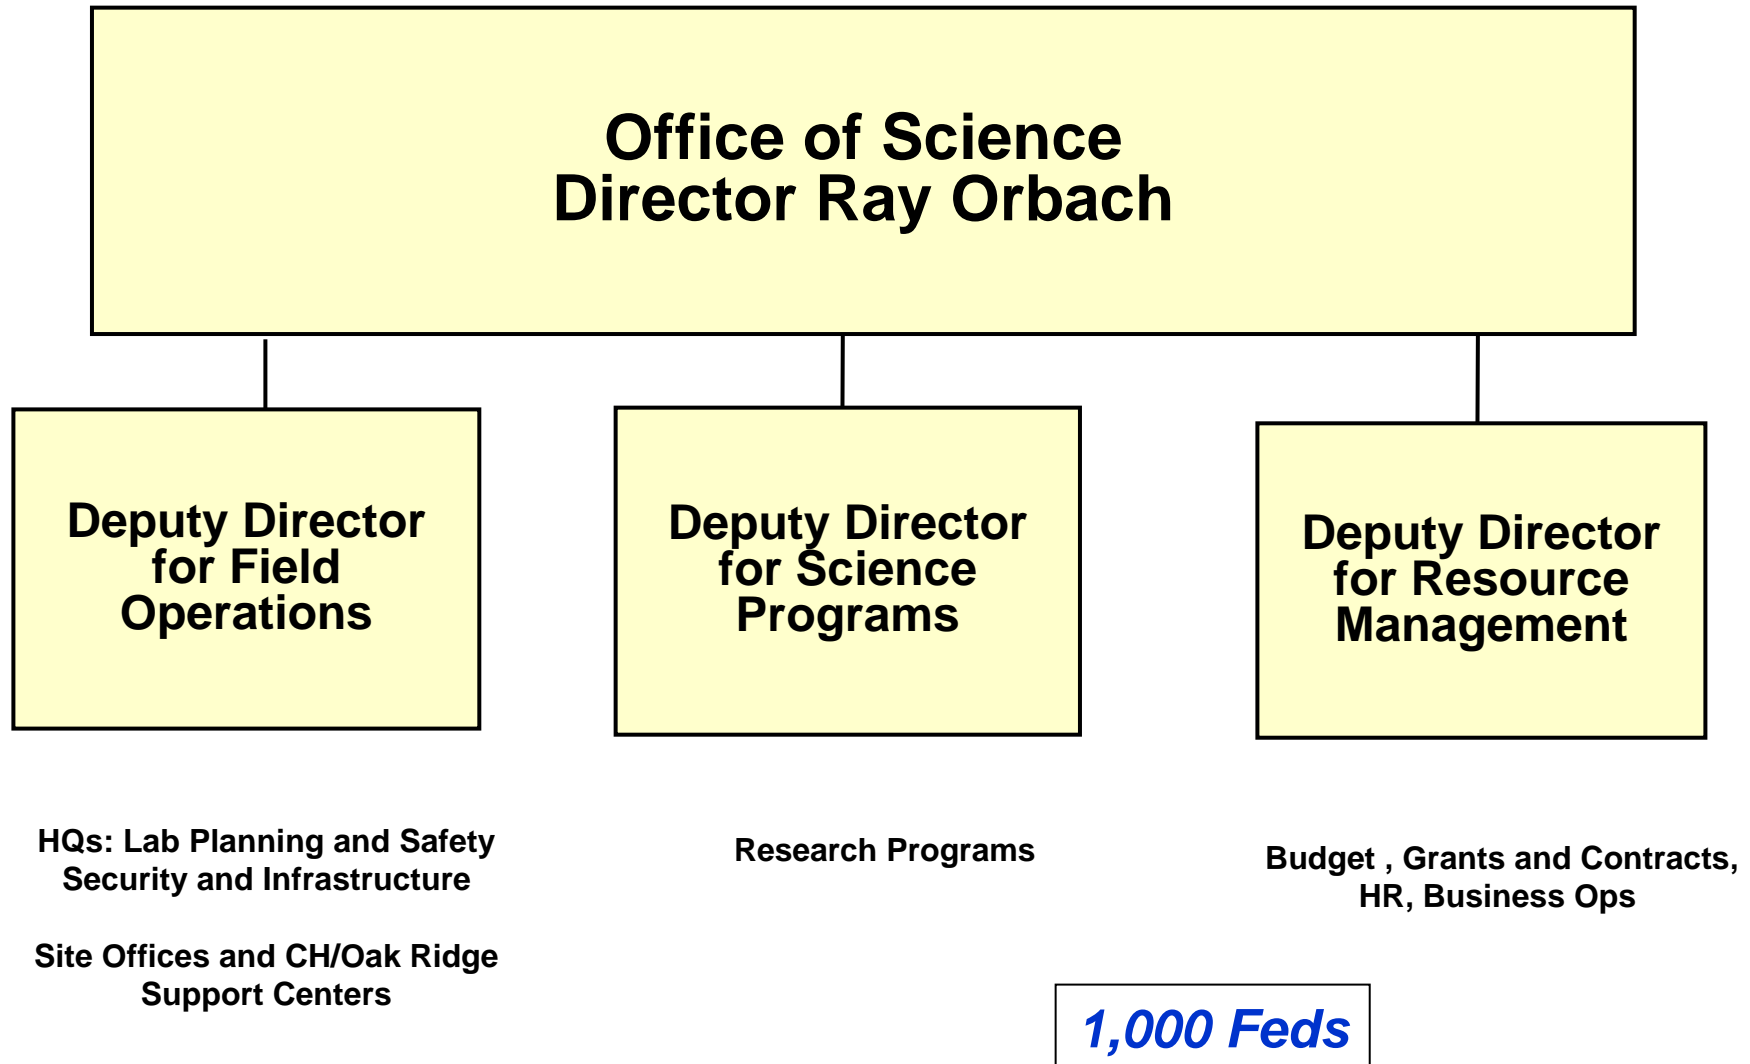 Office of Science
Director Ray Orbach
Deputy Director
for Field
Operations
Deputy Director
for Science
Programs
Deputy Director
for Resource
Management
HQs: Lab Planning and Safety
Security and Infrastructure
Site Offices and CH/Oak Ridge
Support Centers
Research Programs
Budget , Grants and Contracts,
HR, Business Ops
1,000 Feds